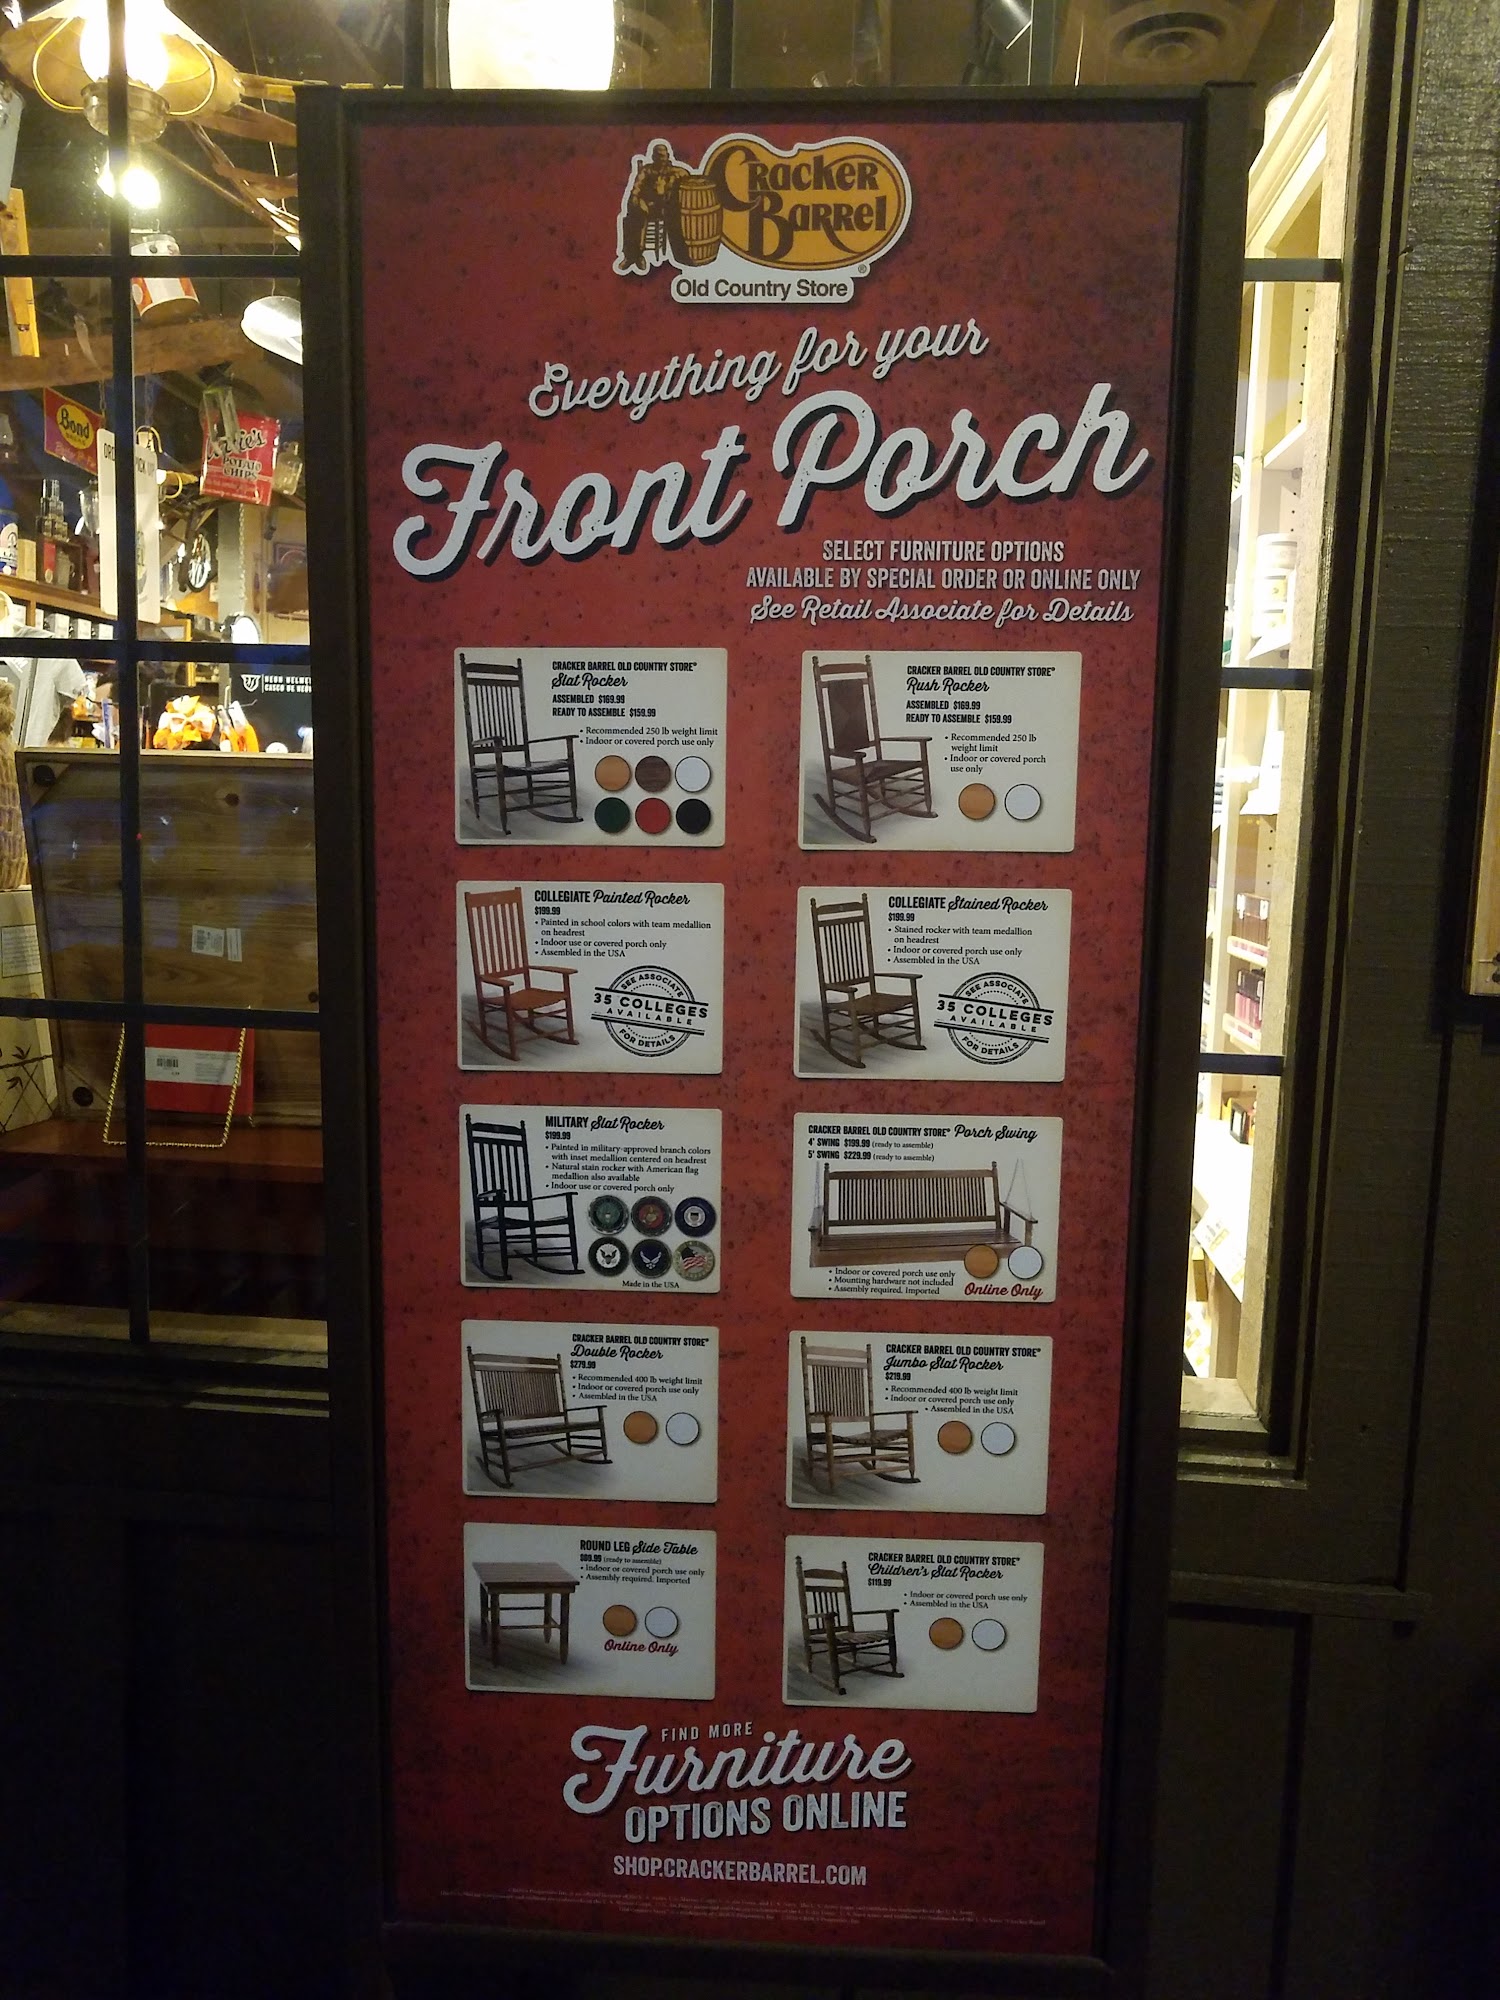 Cracker
Barrel
Old Country Store
Everything for your
Front Porch
SELECT FURNITURE OPTIONS
AVAILABLE BY SPECIAL ORDER OR ONLINE ONLY
See Retail Associate for Details
CRACKER BARREL OLD COUNTRY STORE®
Slat Rocker
ASSEMBLED $169.99
READY TO ASSEMBLE $159.99
• Recommended 250 lb weight limit
• Indoor or covered porch use only
CRACKER BARREL OLD COUNTRY STORE®
Rush Rocker
ASSEMBLED $169.99
READY TO ASSEMBLE $159.99
• Recommended 250 lb
weight limit
• Indoor or covered porch
use only
COLLEGIATE Painted Rocker
$199.99
• Painted in school colors with team medallion
on headrest
• Indoor use or covered porch only
• Assembled in the USA
SEE ASSOCIATE
35 COLLEGES
AVAILABLE
FOR DETAILS
COLLEGIATE Stained Rocker
$199.99
• Stained rocker with team medallion
on headrest
• Indoor or covered porch use only
• Assembled in the USA
SEE ASSOCIATE
35 COLLEGES
AVAILABLE
FOR DETAILS
MILITARY Slat Rocker
$199.99
• Painted in military-approved branch colors
with inset medallion centered on headrest
• Natural stain rocker with American flag
medallion also available
• Indoor use or covered porch only
Made in the USA
CRACKER BARREL OLD COUNTRY STORE® Porch Swing
4' SWING $199.99 (ready to assemble)
5' SWING $229.99 (ready to assemble)
• Indoor or covered porch use only
• Mounting hardware not included
• Assembly required. Imported
Online Only
CRACKER BARREL OLD COUNTRY STORE®
Double Rocker
$279.99
• Recommended 400 lb weight limit
• Indoor or covered porch use only
• Assembled in the USA
CRACKER BARREL OLD COUNTRY STORE®
Jumbo Slat Rocker
$219.99
• Recommended 400 lb weight limit
• Indoor or covered porch use only
• Assembled in the USA
ROUND LEG Side Table
$89.99 (ready to assemble)
• Indoor or covered porch use only
• Assembly required. Imported
Online Only
CRACKER BARREL OLD COUNTRY STORE®
Children's Slat Rocker
$119.99
• Indoor or covered porch use only
• Assembled in the USA
FIND MORE
Furniture
OPTIONS ONLINE
SHOP.CRACKERBARREL.COM
Bond